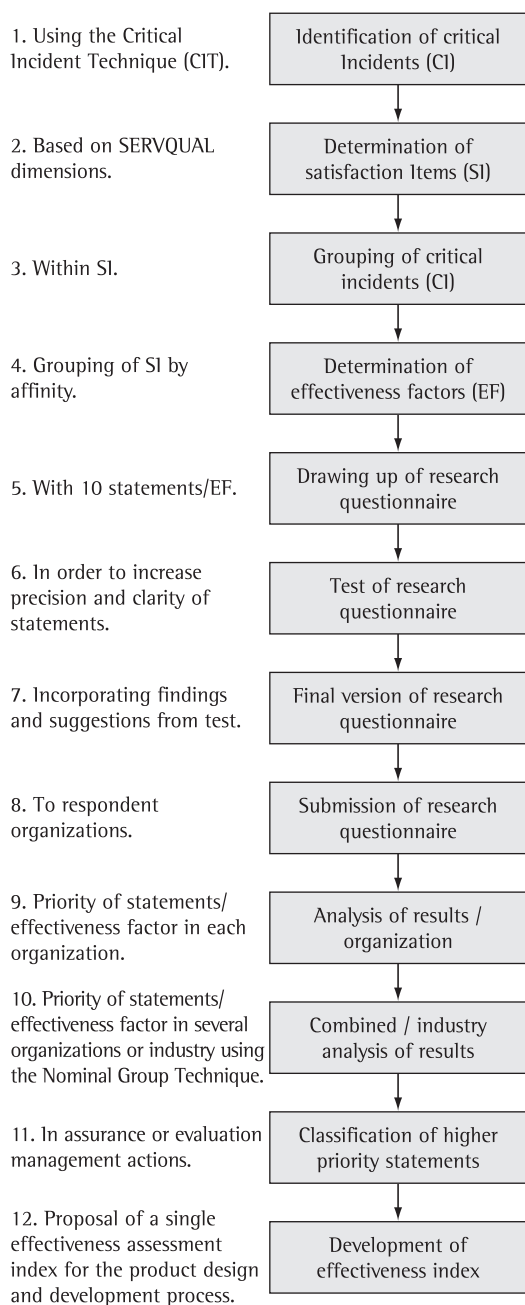 1. Using the Critical
Incident Technique (CIT).
Identification of critical
Incidents (CI)
2. Based on SERVQUAL
dimensions.
Determination of
satisfaction Items (SI)
3. Within SI.
Grouping of critical
incidents (CI)
4. Grouping of SI by
affinity.
Determination of
effectiveness factors (EF)
5. With 10 statements/EF.
Drawing up of research
questionnaire
6. In order to increase
precision and clarity of
statements.
Test of research
questionnaire
7. Incorporating findings
and suggestions from test.
Final version of research
questionnaire
8. To respondent
organizations.
Submission of research
questionnaire
9. Priority of statements/
effectiveness factor in each
organization.
Analysis of results /
organization
10. Priority of statements/
effectiveness factor in several
organizations or industry using
the Nominal Group Technique.
Combined / industry
analysis of results
11. In assurance or evaluation
management actions.
Classification of higher
priority statements
12. Proposal of a single
effectiveness assessment
index for the product design
and development process.
Development of
effectiveness index